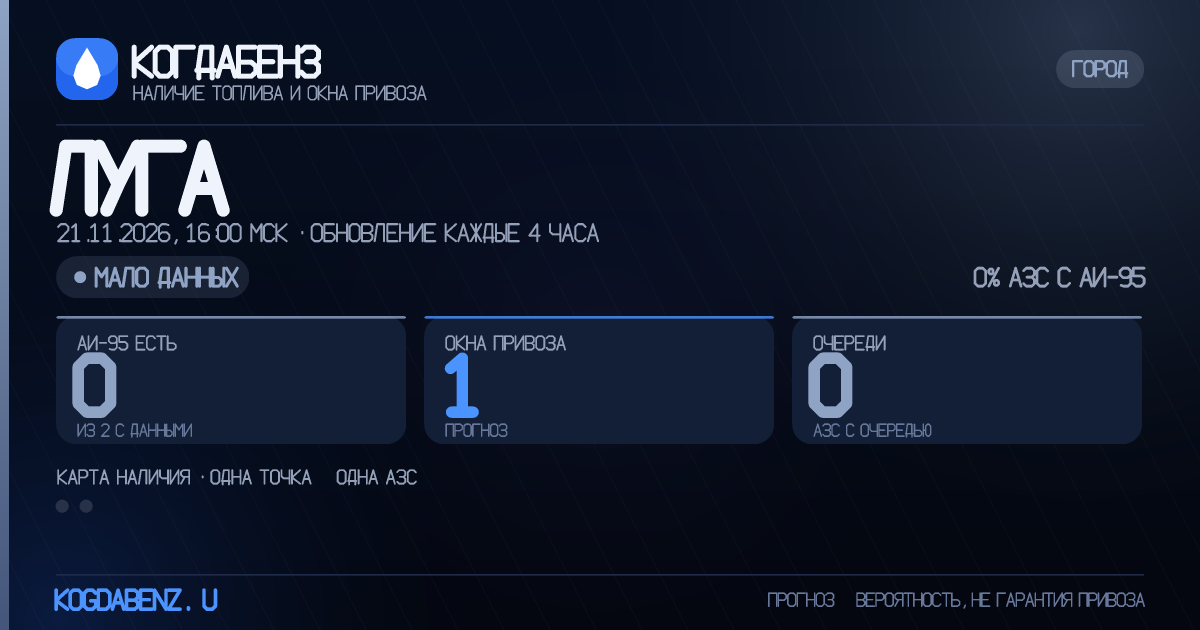 КОГДАБЕНЗ
НАЛИЧИЕ ТОПЛИВА И ОКНА ПРИВОЗА
ГОРОД
ЛУГА
21.11.2026, 16:00 МСК · ОБНОВЛЕНИЕ КАЖДЫЕ 4 ЧАСА
МАЛО ДАННЫХ
0% АЗС С АИ-95
АИ-95 ЕСТЬ
0
ИЗ 2 С ДАННЫМИ
ОКНА ПРИВОЗА
1
ПРОГНОЗ
ОЧЕРЕДИ
0
АЗС С ОЧЕРЕДЬЮ
КАРТА НАЛИЧИЯ · ОДНА ТОЧКА ОДНА АЗС
KOGDABENZ. U
ПРОГНОЗ ВЕРОЯТНОСТЬ, НЕ ГАРАНТИЯ ПРИВОЗА